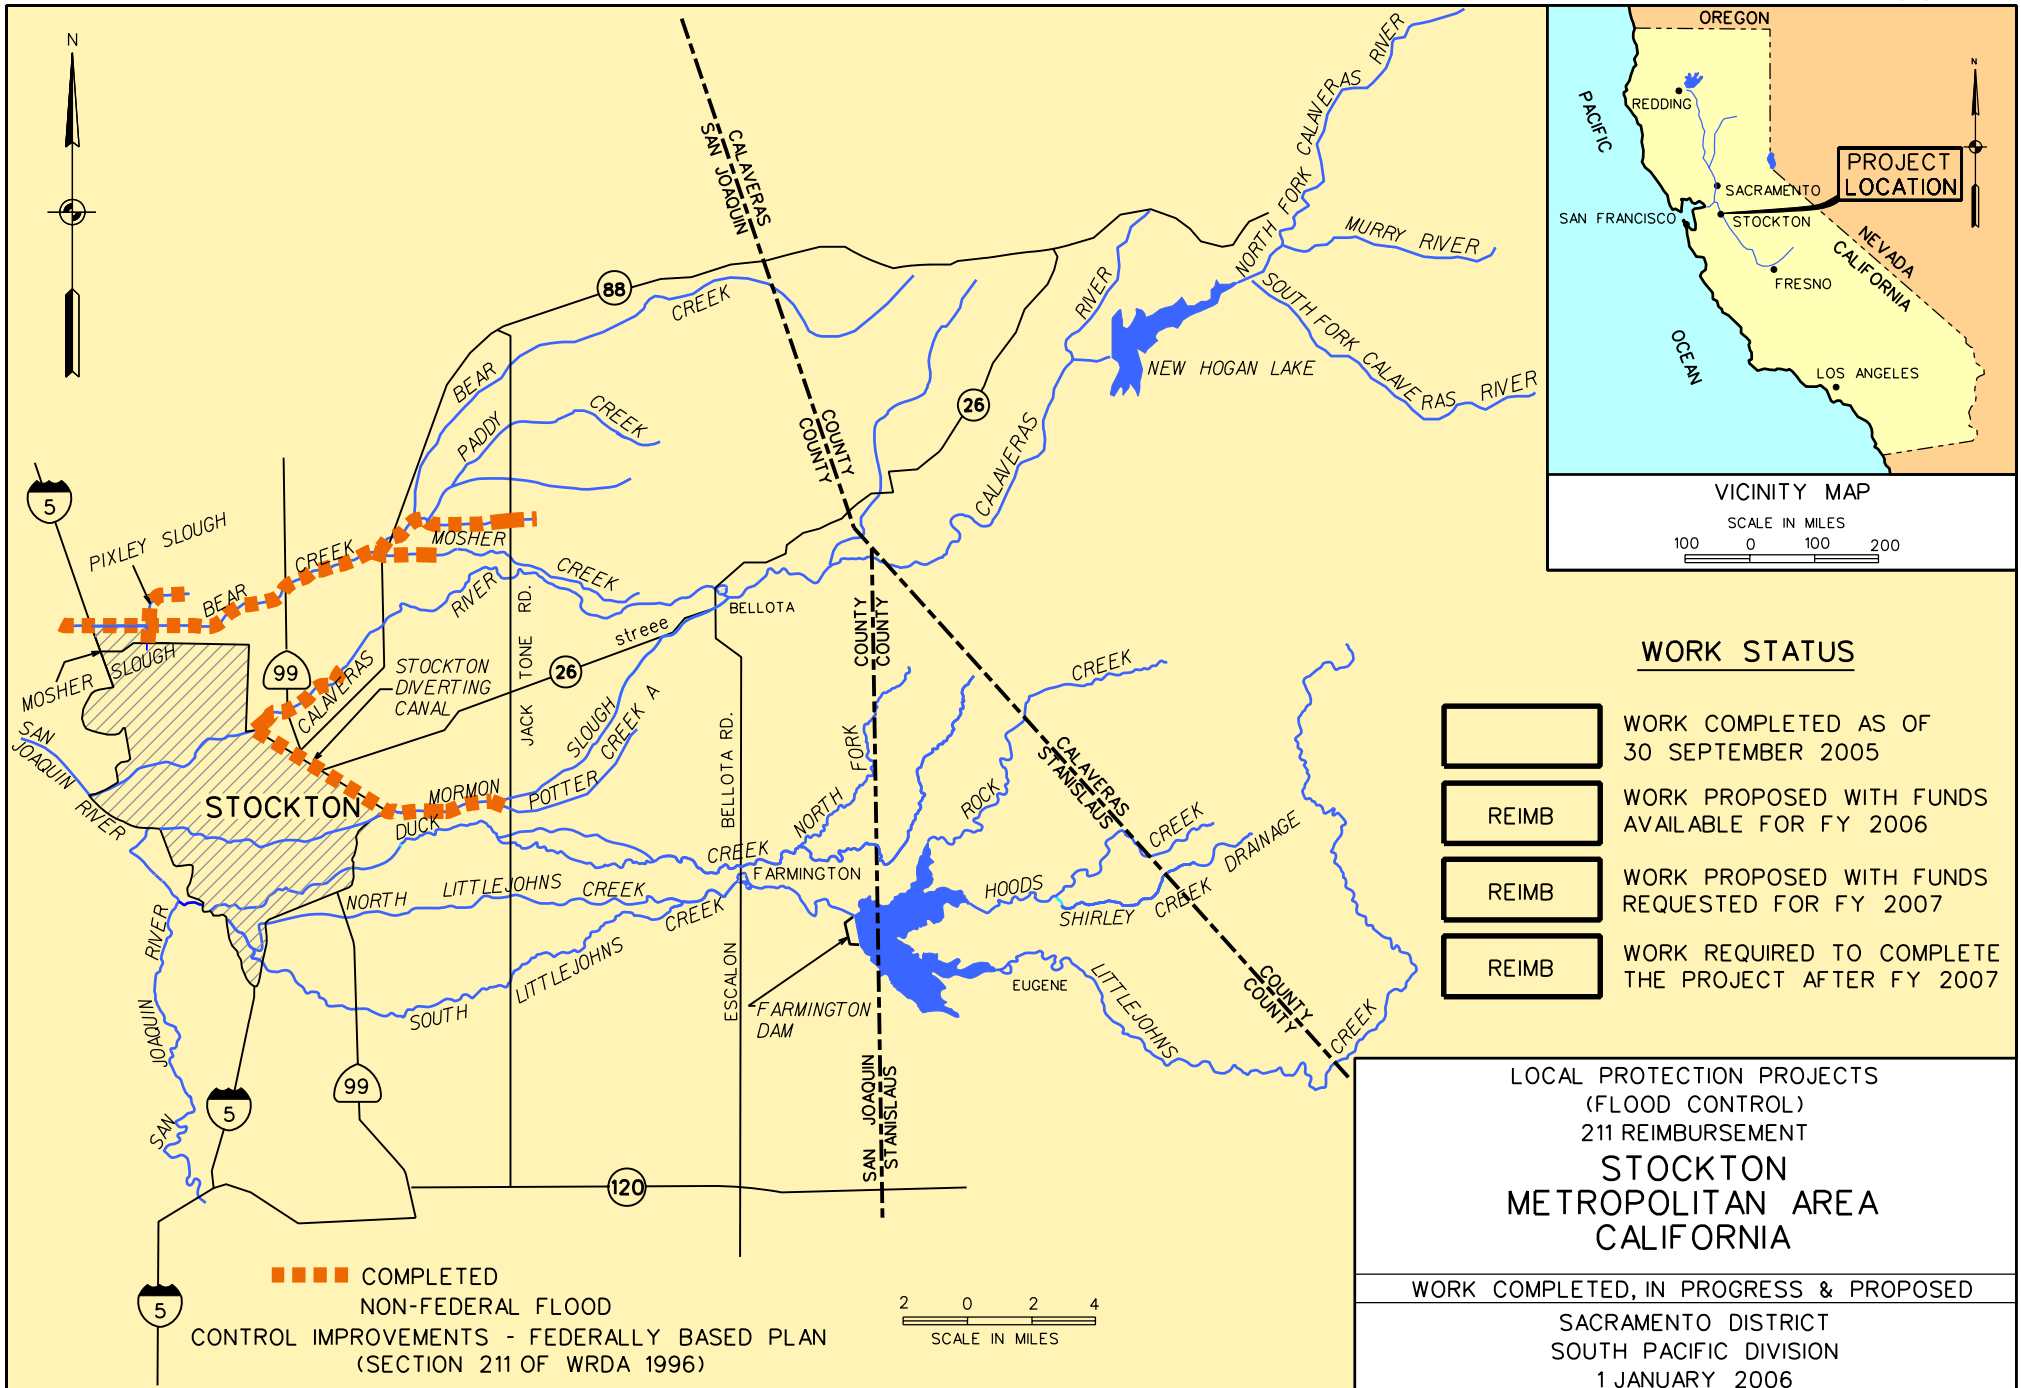 N
CALAVERAS
SAN JOAQUIN
COUNTY
COUNTY
88
BEAR
CREEK
PADDY
CREEK
26
RIVER
CALAVERAS
NORTH FORK CALAVERAS RIVER
MURRY RIVER
SOUTH FORK CALAVERAS RIVER
NEW HOGAN LAKE
5
PIXLEY SLOUGH
BEAR
CREEK
MOSHER
CREEK
MOSHER SLOUGH
99
CALAVERAS
RIVER
STOCKTON
DIVERTING
CANAL
JACK TONE RD.
26
streee
BELLOTA
SAN
JOAQUIN
RIVER
STOCKTON
MORMON
SLOUGH
POTTER CREEK A
DUCK
CREEK
BELLOTA RD.
ESCALON
NORTH FORK
COUNTY
COUNTY
ROCK
CREEK
CALAVERAS
STANISLAUS
COUNTY
COUNTY
FARMINGTON
NORTH LITTLEJOHNS CREEK
SOUTH LITTLEJOHNS CREEK
HOODS
CREEK
SHIRLEY CREEK DRAINAGE
EUGENE
LITTLEJOHNS
CREEK
FARMINGTON
DAM
SAN JOAQUIN RIVER
SAN JOAQUIN
STANISLAUS
5
99
120
5
COMPLETED
NON-FEDERAL FLOOD
CONTROL IMPROVEMENTS - FEDERALLY BASED PLAN
(SECTION 211 OF WRDA 1996)
2 0 2 4
SCALE IN MILES
OREGON
N
PACIFIC
OCEAN
REDDING
SACRAMENTO
SAN FRANCISCO
STOCKTON
PROJECT
LOCATION
NEVADA
CALIFORNIA
FRESNO
LOS ANGELES
VICINITY MAP
SCALE IN MILES
100 0 100 200
WORK STATUS
WORK COMPLETED AS OF
30 SEPTEMBER 2005
REIMB
WORK PROPOSED WITH FUNDS
AVAILABLE FOR FY 2006
REIMB
WORK PROPOSED WITH FUNDS
REQUESTED FOR FY 2007
REIMB
WORK REQUIRED TO COMPLETE
THE PROJECT AFTER FY 2007
LOCAL PROTECTION PROJECTS
(FLOOD CONTROL)
211 REIMBURSEMENT
STOCKTON
METROPOLITAN AREA
CALIFORNIA
WORK COMPLETED, IN PROGRESS & PROPOSED
SACRAMENTO DISTRICT
SOUTH PACIFIC DIVISION
1 JANUARY 2006